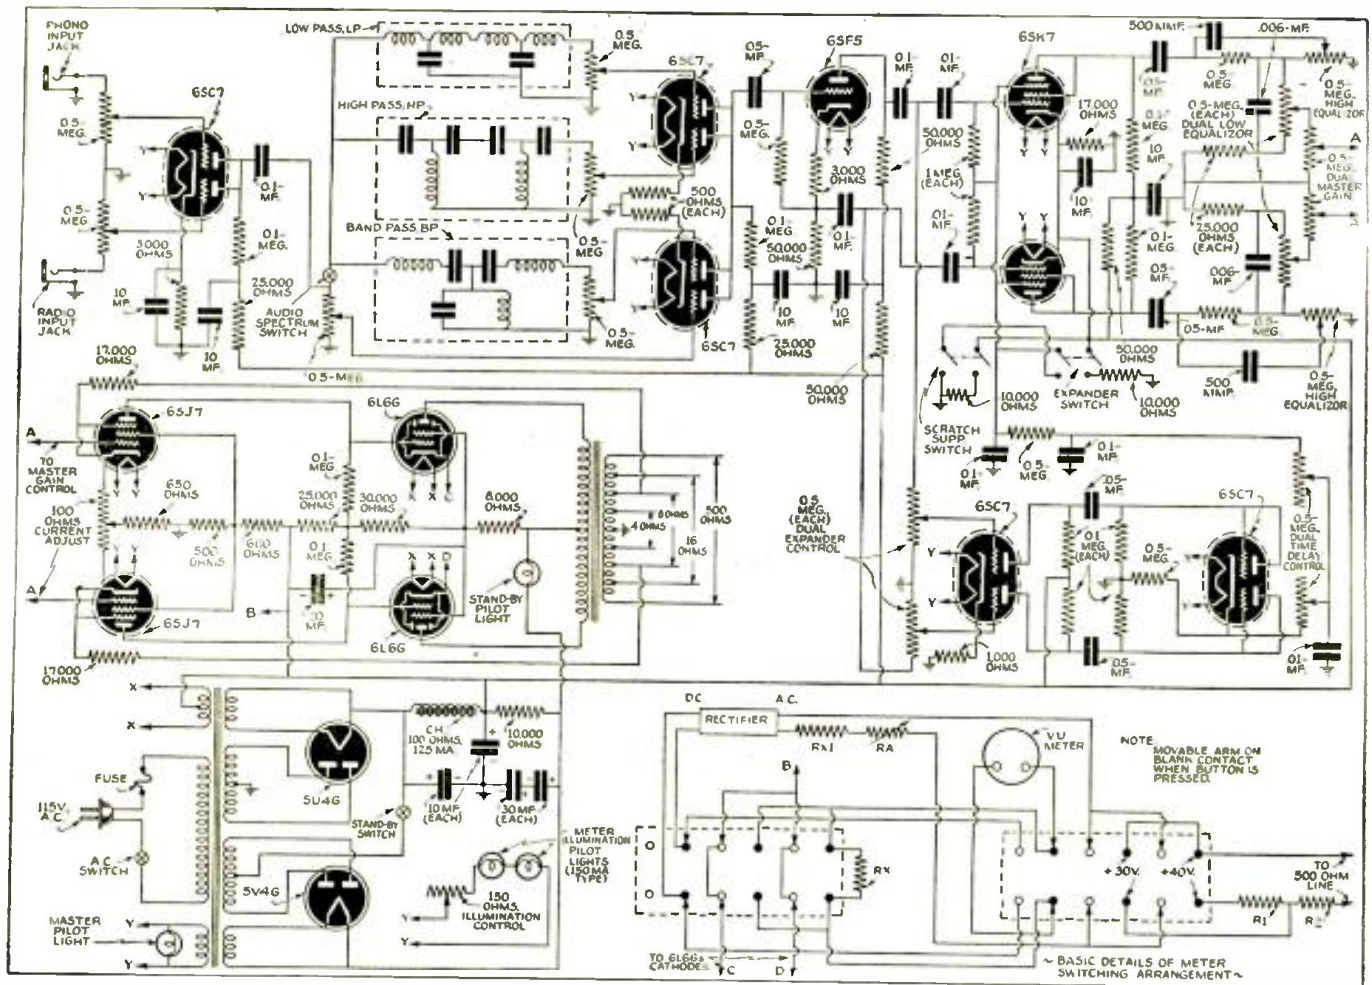 PHONO
INPUT
JACK
0.5-
MEG.
0.5-
MEG.
RADIO INPUT
JACK
6SC7
Y
Y
0.1-
MF.
3,000
OHMS
10
MF.
0.1-
MEG.
25,000
OHMS
10
MF.
AUDIO
SPECTRUM
SWITCH
0.5-MEG.
LOW PASS, LP
HIGH PASS, HP
BAND PASS, BP
0.5
MEG.
0.5-
MEG.
0.5-
MEG.
6SC7
Y
Y
500
OHMS
(EACH)
Y
Y
6SC7
.05-
MF.
6SF5
0.5-
MEG.
Y Y
3,000
OHMS
0.1-
MEG.
50,000
OHMS
0.1-
MF.
10
MF.
10
MF.
25,000
OHMS
50,000
OHMS
0.1-
MF.
0.1-
MF.
50,000
OHMS
1 MEG
(EACH)
0.1-
MF.
6SK7
Y Y
Y Y
17,000
OHMS
10
MF.
MEG.
10
MF.
0.1-
MEG.
.05-
MF.
500 MMF.
.05-
MF.
0.5-
MEG.
.006-MF.
0.5-
MEG.
HIGH
EQUALIZOR
0.5-MEG.
(EACH)
DUAL LOW
EQUALIZOR
25,000
OHMS
(EACH)
.006
MF
A
0.5-
MEG.
DUAL
MASTER
GAIN
.05-MF
0.5-
MEG.
500
MMF.
0.5-
MEG.
HIGH
EQUALIZOR
50,000
OHMS
10,000
OHMS
EXPANDER
SWITCH
10,000
OHMS
SCRATCH
SUPP
SWITCH
17,000
OHMS
6SJ7
A
TO
MASTER
GAIN
CONTROL
Y Y
650
OHMS
100
OHMS
CURRENT
ADJUST
500
OHMS
600
OHMS
Y Y
A
6SJ7
17,000
OHMS
0.1-
MEG.
25,000
OHMS
30,000
OHMS
0.1
MEG.
MF.
B
6L6G
X X C
X X D
6L6G
8,000
OHMS
STAND-BY
PILOT
LIGHT
4 OHMS
8 OHMS
16
OHMS
500
OHMS
0.5
MEG.
(EACH)
DUAL
EXPANDER
CONTROL
0.1-
MF.
0.5-
MEG.
0.1-
MF.
6SC7
Y
Y
1,000
OHMS
.05-
MF.
0.1
MEG.
(EACH)
.05-
MF.
0.5-
MEG.
6SC7
Y
Y
0.5-
MEG. DUAL
TIME
DELAY
CONTROL
0.1-
MF.
X
X
FUSE
115V.
A.C.
A.C.
SWITCH
MASTER
PILOT
LIGHT
Y
Y
5U4G
5V4G
CH.
100 OHMS,
125 MA.
10,000
OHMS
STAND-BY
SWITCH
10 MF.
(EACH)
30 MF.
(EACH)
METER
ILLUMINATION
PILOT
LIGHTS
(150 MA
TYPE)
Y
150
OHMS,
ILLUMINATION
CONTROL
Y
DC
RECTIFIER
A.C.
RX1
RA
B
RX
TO 6L6G's
CATHODES
C
D
VU
METER
R
NOTE
MOVABLE ARM ON
BLANK CONTACT
WHEN BUTTON IS
PRESSED.
+30V.
+40V.
TO
500 OHM
LINE
R1
~ BASIC DETAILS OF METER
SWITCHING ARRANGEMENT ~